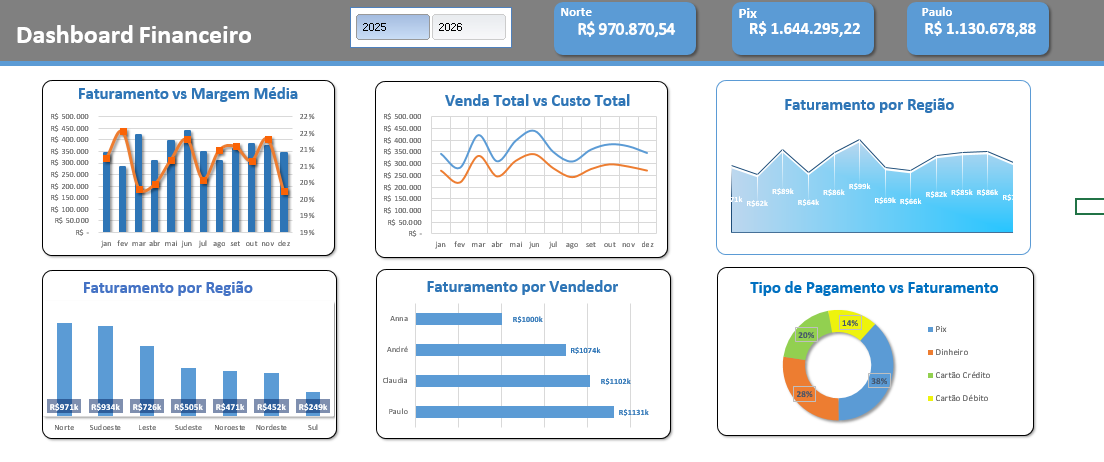 Dashboard Financeiro
2025
2026
Norte
R$ 970.870,54
Pix
R$ 1.644.295,22
Paulo
R$ 1.130.678,88
Faturamento vs Margem Média
R$ 500.000
R$ 450.000
R$ 400.000
R$ 350.000
R$ 300.000
R$ 250.000
R$ 200.000
R$ 150.000
R$ 100.000
R$ 50.000
R$ -
22%
22%
21%
21%
20%
20%
19%
19%
Jan fev mar abr mai jun jul ago set out nov dez
Venda Total vs Custo Total
R$ 500.000
R$ 450.000
R$ 400.000
R$ 350.000
R$ 300.000
R$ 250.000
R$ 200.000
R$ 150.000
R$ 100.000
R$ 50.000
R$ -
Jan fev mar abr mai jun jul ago set out nov dez
Faturamento por Região
71k R$62k R$89k R$64k R$86k R$99k R$69k R$66k R$82k R$85k R$86k R$7
Faturamento por Região
R$971k R$934k R$726k R$505k R$471k R$452k R$249k
Norte Sudoeste Leste Sudeste Noroeste Nordeste Sul
Faturamento por Vendedor
Anna R$1000k
André R$1074k
Claudia R$1102k
Paulo R$1131k
Tipo de Pagamento vs Faturamento
14%
20%
38%
28%
Pix
Dinheiro
Cartão Crédito
Cartão Débito